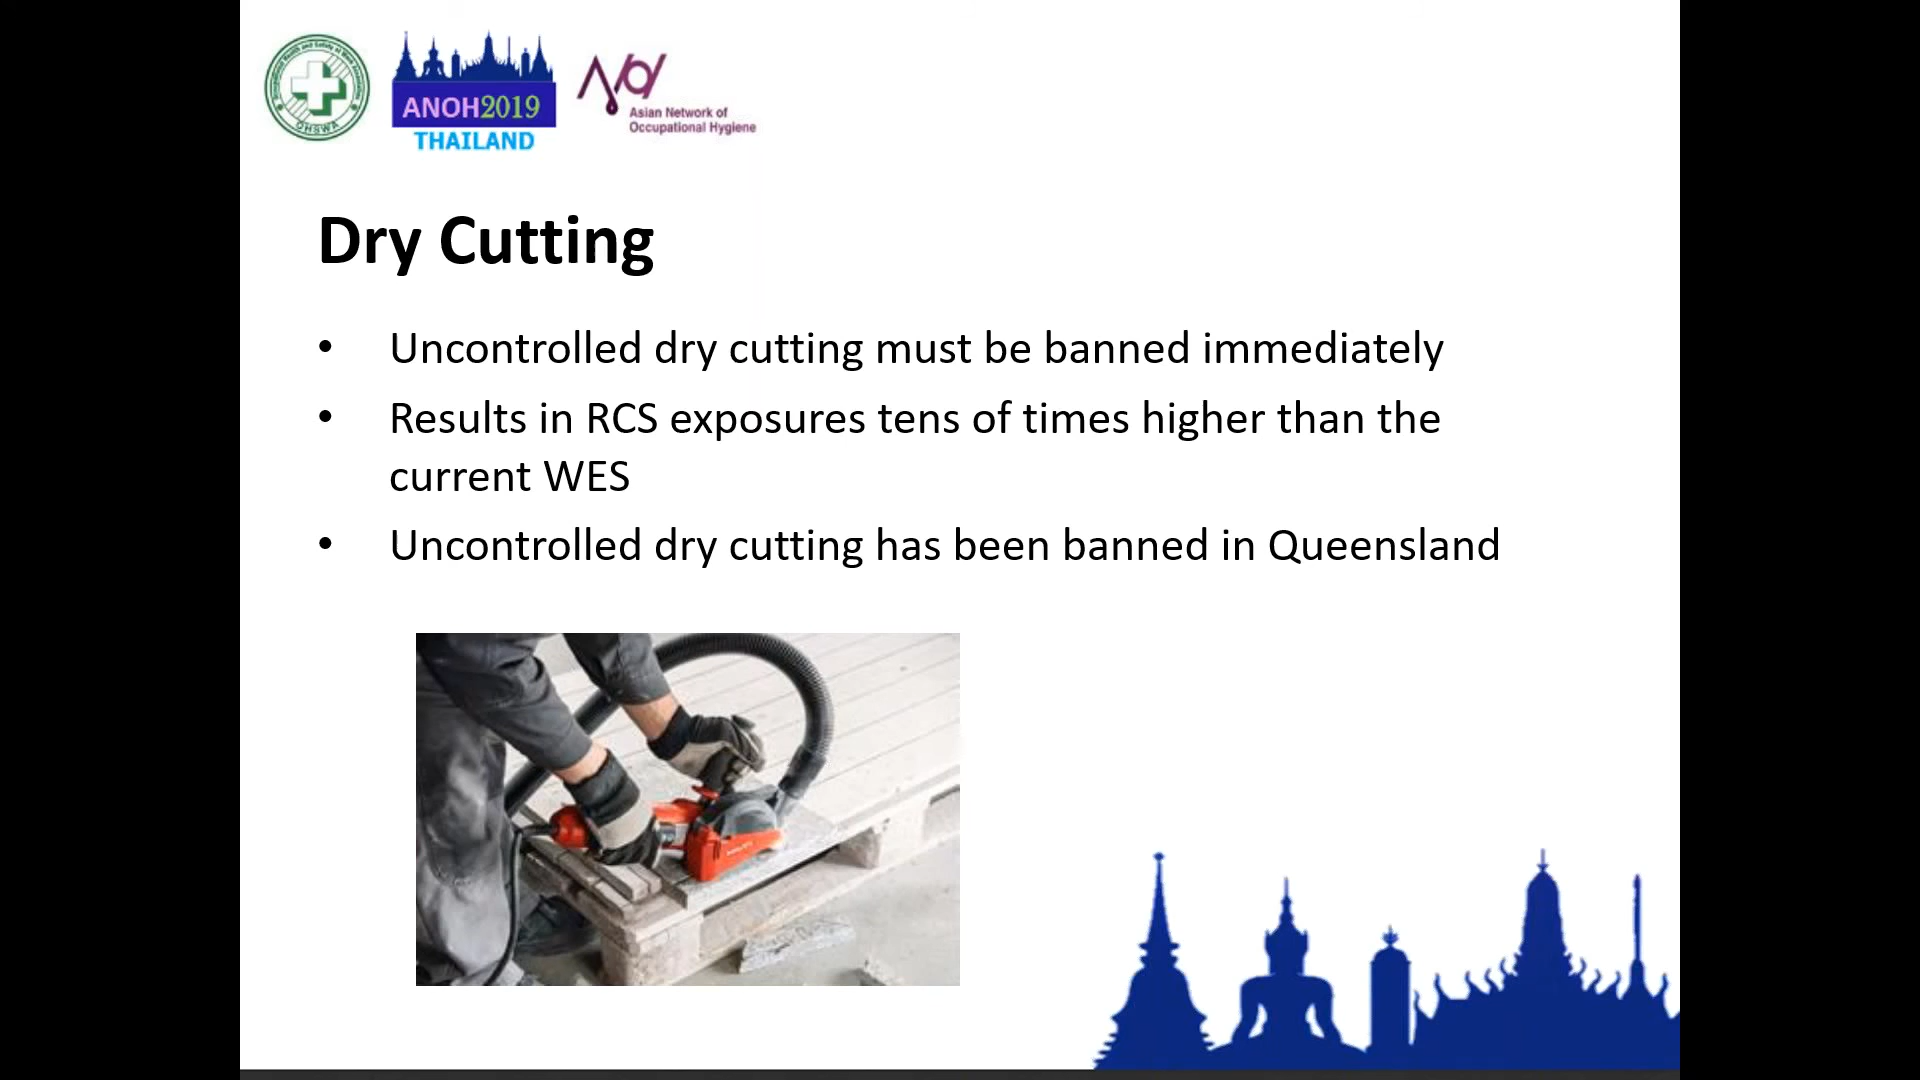 OHSWA
ANOH2019
THAILAND
Asian Network of
Occupational Hygiene
Dry Cutting
• Uncontrolled dry cutting must be banned immediately
• Results in RCS exposures tens of times higher than the
current WES
• Uncontrolled dry cutting has been banned in Queensland